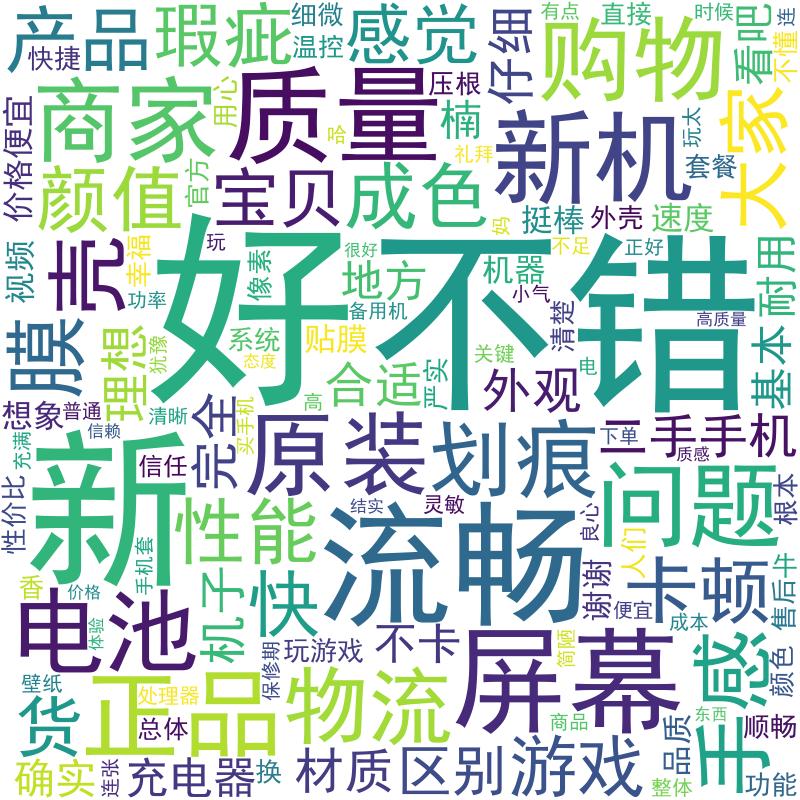 产品
瑕疵
细微
感觉
仔细
有点
直接
时候
连
快捷
温控
购物
看吧
不懂
商家
用心
质量
压根
楠
大家
价格便宜
哈
礼拜
新机
玩太
套餐
颜值
官方
宝贝
成色
挺棒
外壳
速度
妈
壳
视频
幸福
玩
好
不错
很好
不足
正好
耐用
功率
像素
地方
机器
小气
备用机
清楚
高质量
膜
理想
犹豫
系统
贴膜
态度
关键
电
基本
合适
严实
外观
想象
普通
清晰
信赖
完全
买手机
高
原装
划痕
下单
二手手机
质感
充满
信任
新
性价比
结实
灵敏
良心
问题
根本
性能
流畅
人们
手机套
香
价格
体验
电池
机子
快
谢谢
便宜
卡顿
成本
售后
牛
不卡
玩游戏
保修期
简陋
屏幕
手感
颜色
壁纸
货
正品
处理器
总体
物流
商品
东西
品质
顺畅
确实
连张
充电器
换
材质
区别
游戏
整体
功能